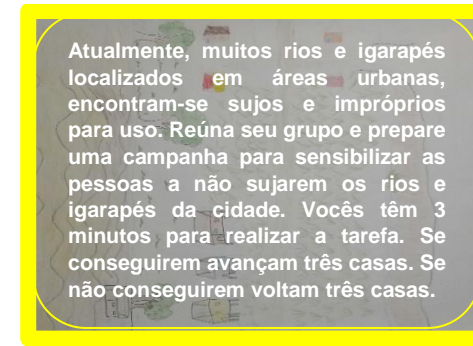 Atualmente, muitos rios e igarapés
localizados em áreas urbanas,
encontram-se sujos e impróprios
para uso. Reúna seu grupo e prepare
uma campanha para sensibilizar as
pessoas a não sujarem os rios e
igarapés da cidade. Vocês têm 3
minutos para realizar a tarefa. Se
conseguirem avançam três casas. Se
não conseguirem voltam três casas.